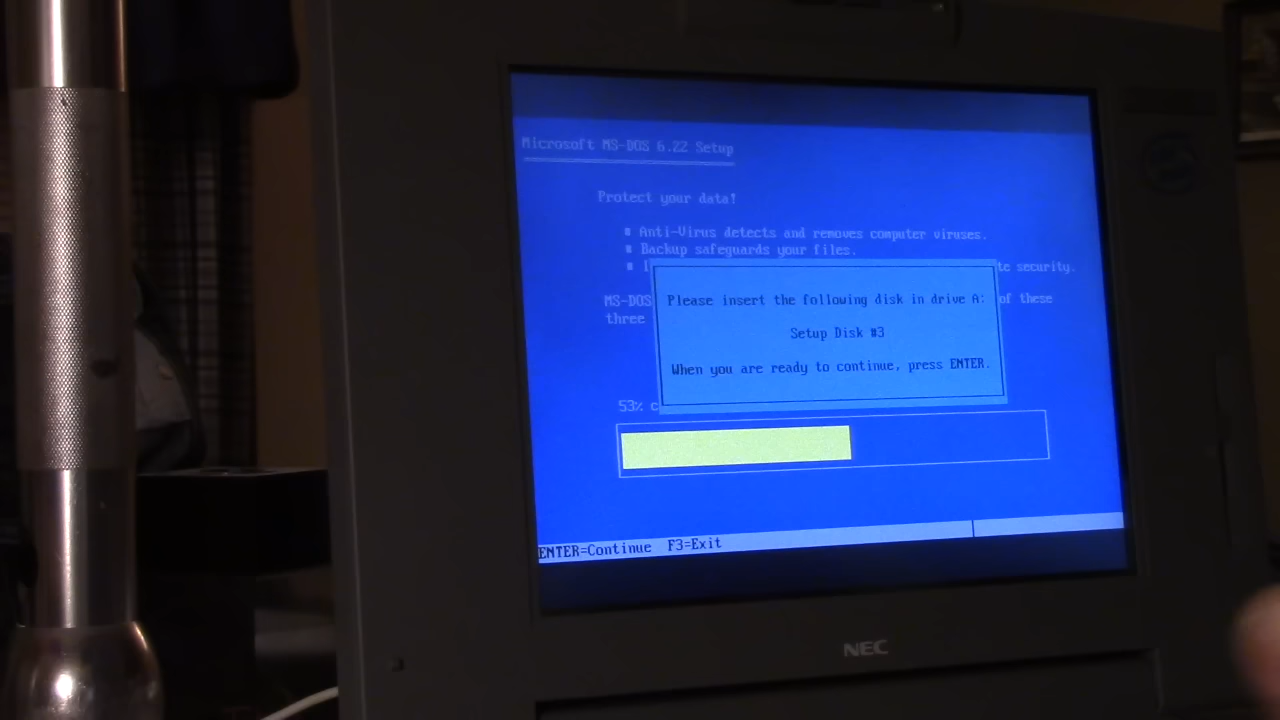 Microsoft MS-DOS 6.22 Setup
Protect your data!
Anti-Virus detects and removes computer viruses.
Backup safeguards your files.
te security.
MS-DOS of these
three
Please insert the following disk in drive A:
Setup Disk #3
When you are ready to continue, press ENTER.
53% c
ENTER=Continue F3=Exit
NEC